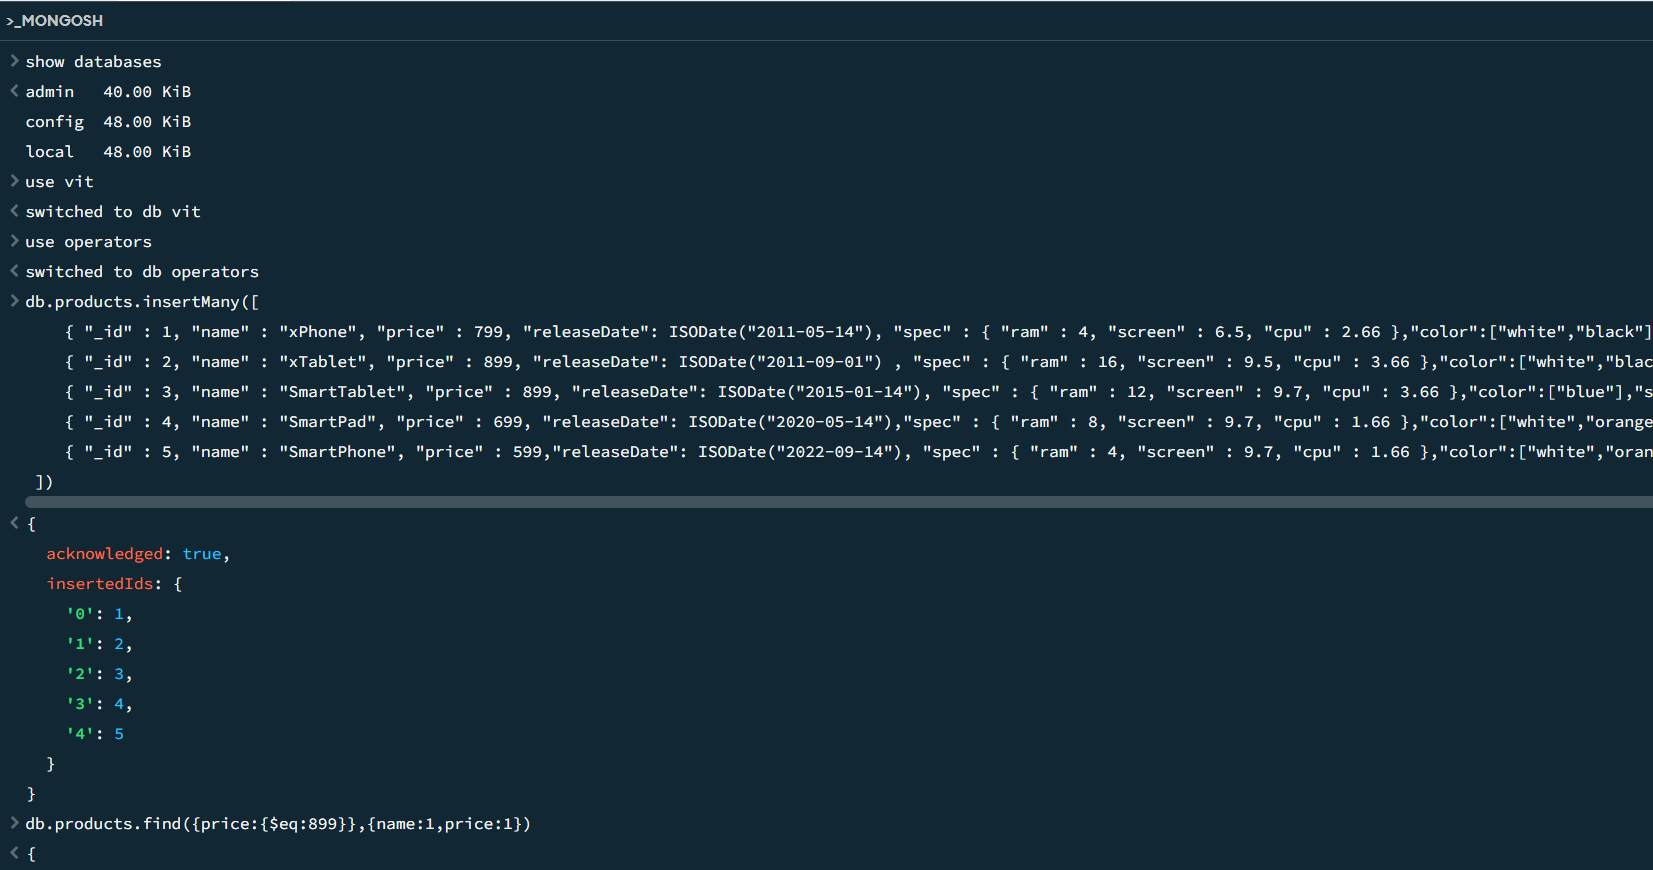 >_MONGOSH
> show databases
< admin   40.00 KiB
config  48.00 KiB
local   48.00 KiB
> use vit
< switched to db vit
> use operators
< switched to db operators
> db.products.insertMany([
{ "_id" : 1, "name" : "xPhone", "price" : 799, "releaseDate": ISODate("2011-05-14"), "spec" : { "ram" : 4, "screen" : 6.5, "cpu" : 2.66 },"color":["white","black"]
{ "_id" : 2, "name" : "xTablet", "price" : 899, "releaseDate": ISODate("2011-09-01") , "spec" : { "ram" : 16, "screen" : 9.5, "cpu" : 3.66 },"color":["white","blac
{ "_id" : 3, "name" : "SmartTablet", "price" : 899, "releaseDate": ISODate("2015-01-14"), "spec" : { "ram" : 12, "screen" : 9.7, "cpu" : 3.66 },"color":["blue"],"s
{ "_id" : 4, "name" : "SmartPad", "price" : 699, "releaseDate": ISODate("2020-05-14"),"spec" : { "ram" : 8, "screen" : 9.7, "cpu" : 1.66 },"color":["white","orange
{ "_id" : 5, "name" : "SmartPhone", "price" : 599,"releaseDate": ISODate("2022-09-14"), "spec" : { "ram" : 4, "screen" : 9.7, "cpu" : 1.66 },"color":["white","oran
])
< {
acknowledged: true,
insertedIds: {
'0': 1,
'1': 2,
'2': 3,
'3': 4,
'4': 5
}
}
> db.products.find({price:{$eq:899}},{name:1,price:1})
< {